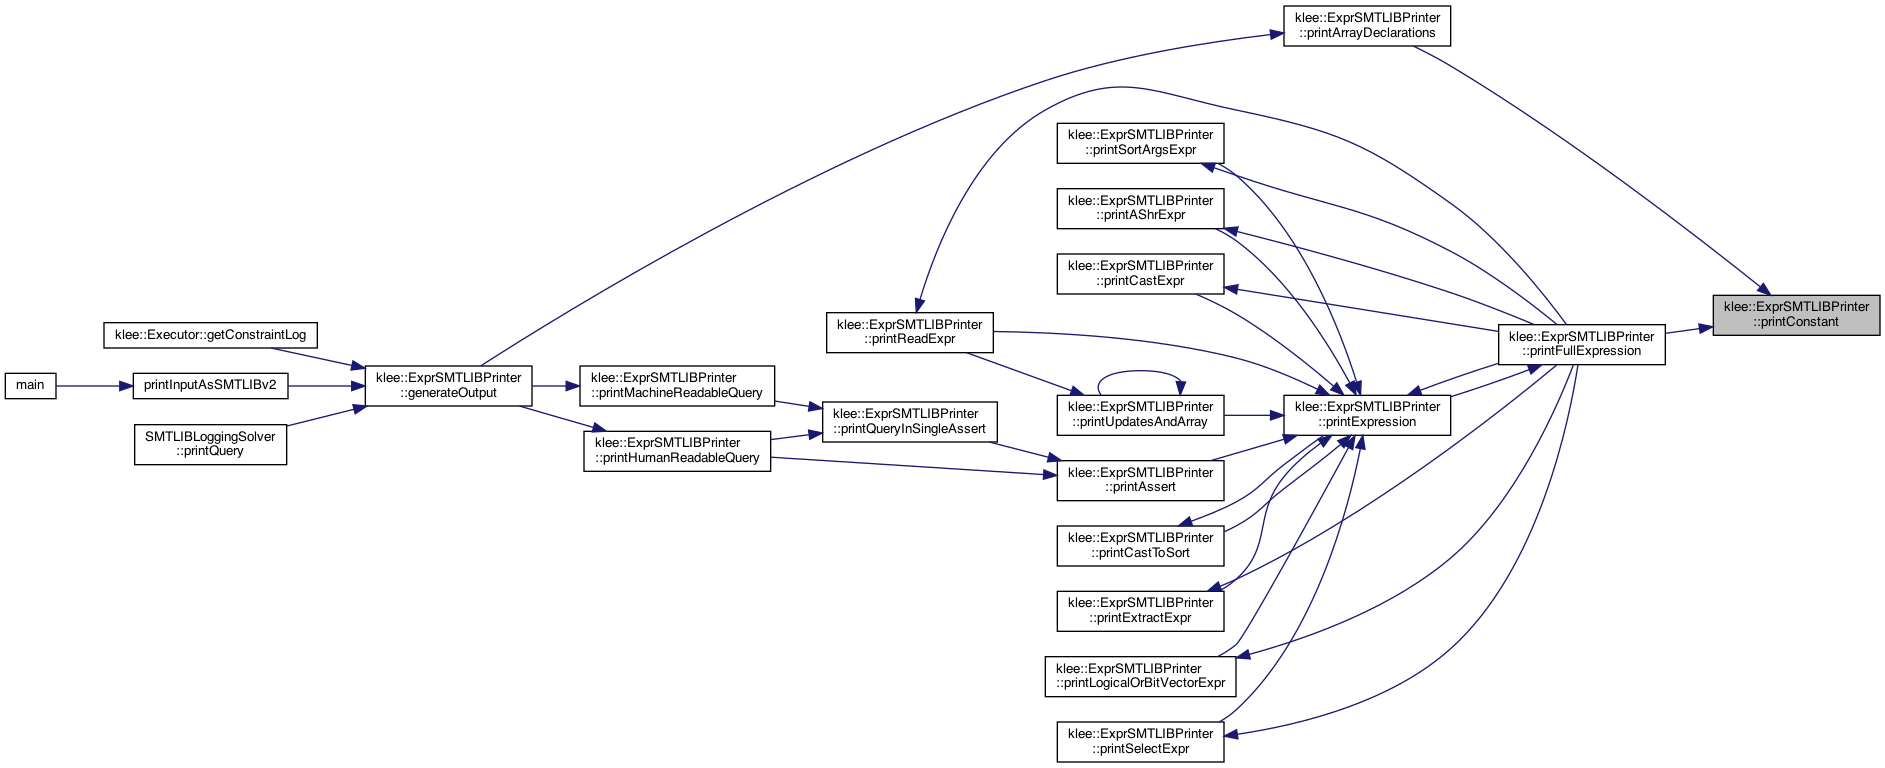 klee::ExprSMTLIBPrinter
::printArrayDeclarations
klee::ExprSMTLIBPrinter
::printSortArgsExpr
klee::ExprSMTLIBPrinter
::printAShrExpr
klee::ExprSMTLIBPrinter
::printCastExpr
klee::ExprSMTLIBPrinter
::printConstant
klee::ExprSMTLIBPrinter
::printReadExpr
klee::Executor::getConstraintLog
klee::ExprSMTLIBPrinter
::printFullExpression
main
printInputAsSMTLIBv2
klee::ExprSMTLIBPrinter
::generateOutput
klee::ExprSMTLIBPrinter
::printMachineReadableQuery
klee::ExprSMTLIBPrinter
::printQueryInSingleAssert
klee::ExprSMTLIBPrinter
::printUpdatesAndArray
klee::ExprSMTLIBPrinter
::printExpression
SMTLIBLoggingSolver
::printQuery
klee::ExprSMTLIBPrinter
::printHumanReadableQuery
klee::ExprSMTLIBPrinter
::printAssert
klee::ExprSMTLIBPrinter
::printCastToSort
klee::ExprSMTLIBPrinter
::printExtractExpr
klee::ExprSMTLIBPrinter
::printLogicalOrBitVectorExpr
klee::ExprSMTLIBPrinter
::printSelectExpr